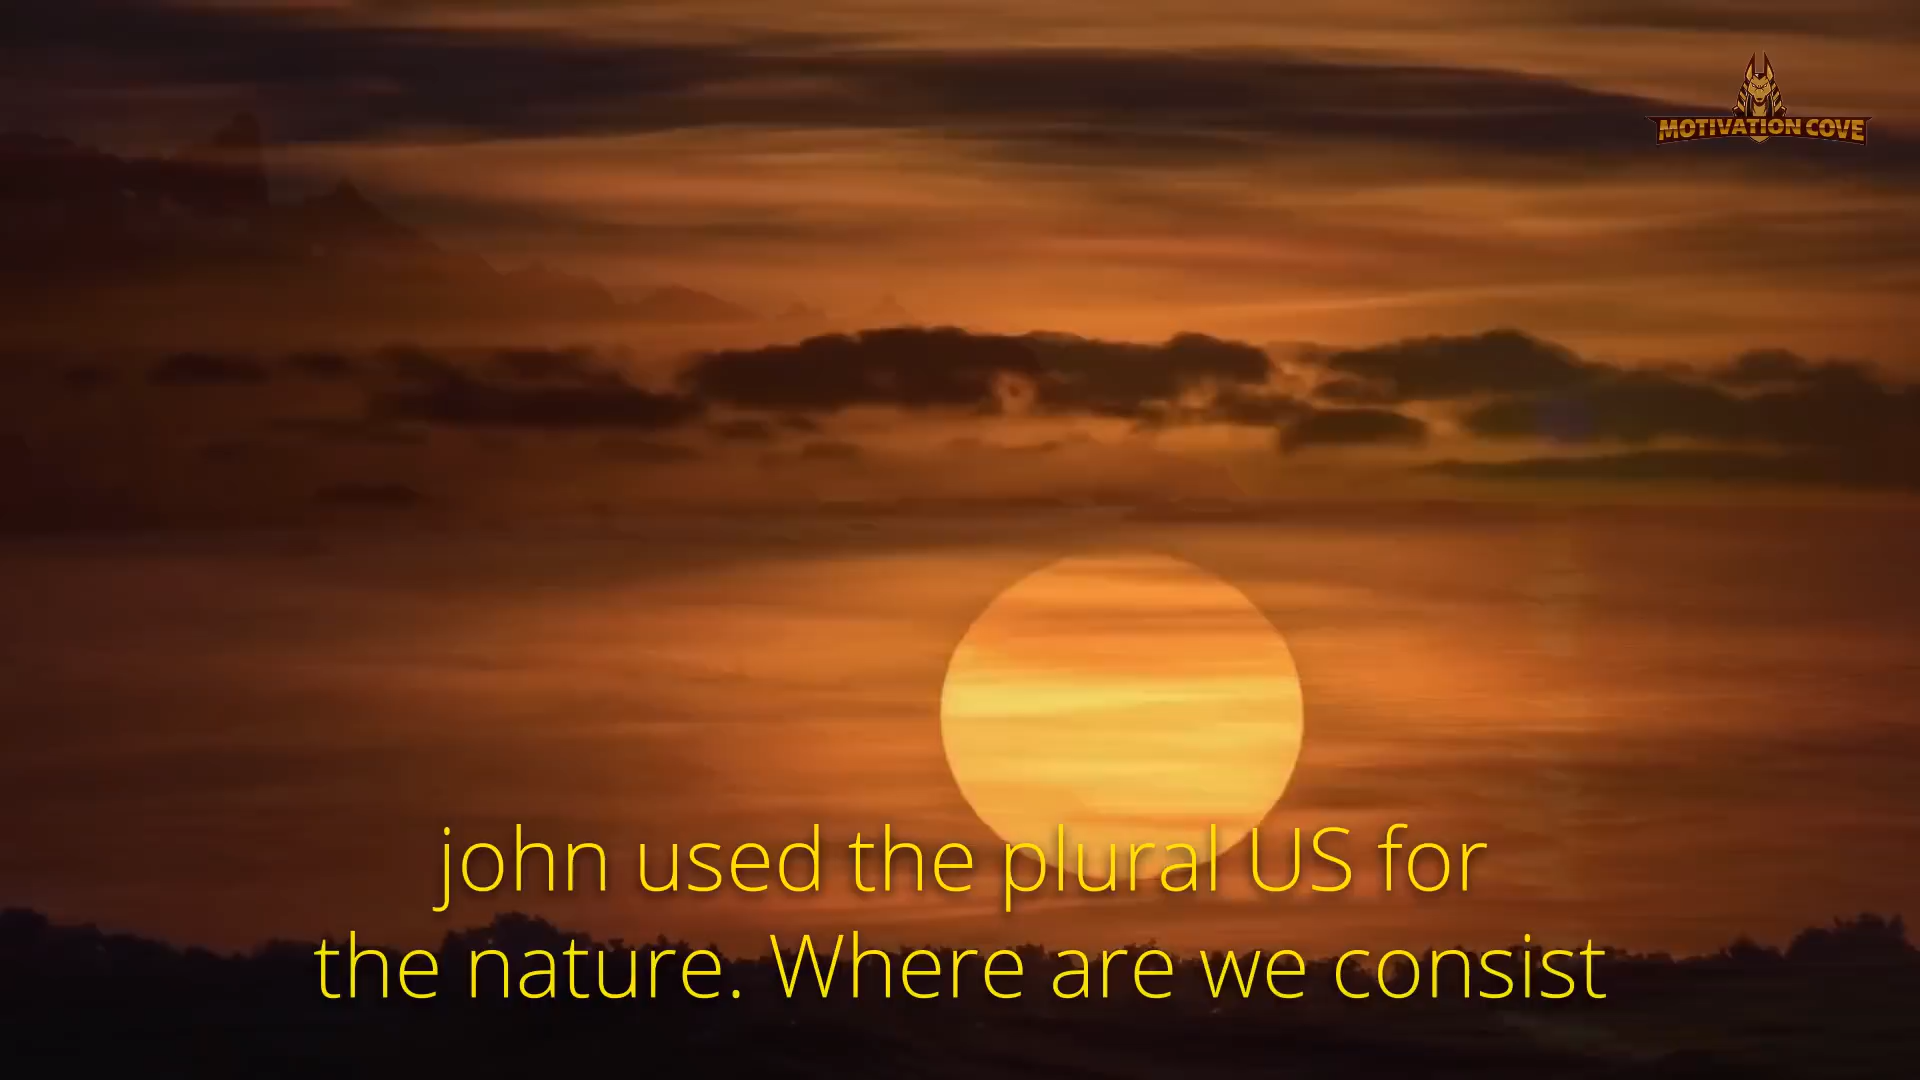 MOTIVATION COVE
john used the plural US for
the nature. Where are we consist